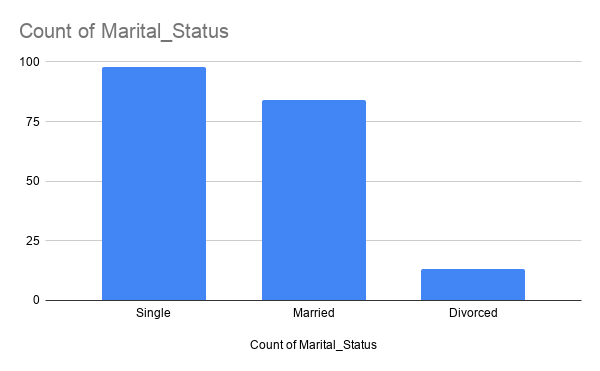 Count of Marital_Status
100
75
50
25
0
Single Married Divorced
Count of Marital_Status